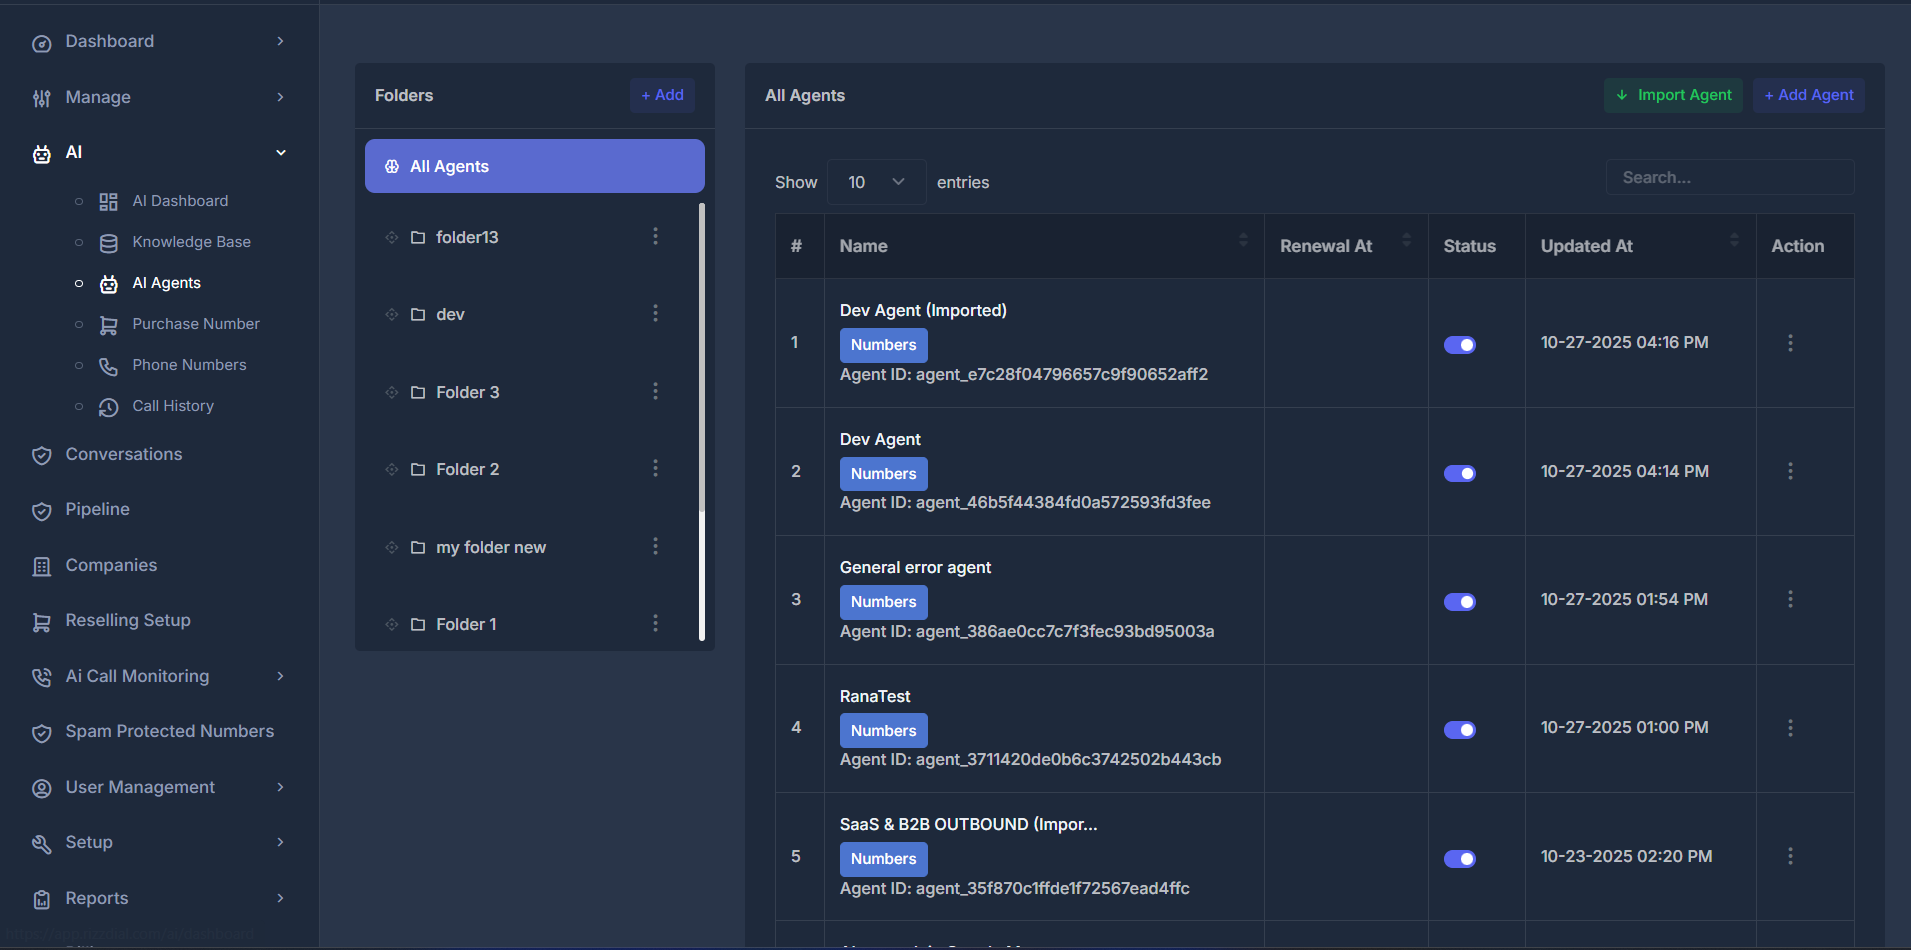 Dashboard
Manage
AI
AI Dashboard
Knowledge Base
AI Agents
Purchase Number
Phone Numbers
Call History
Conversations
Pipeline
Companies
Reselling Setup
Ai Call Monitoring
Spam Protected Numbers
User Management
Setup
Reports
Folders
+ Add
All Agents
folder13
dev
Folder 3
Folder 2
my folder new
Folder 1
All Agents
Import Agent
+ Add Agent
Show 10 entries
Search...
# Name Renewal At Status Updated At Action
Dev Agent (Imported)
1 Numbers 10-27-2025 04:16 PM
Agent ID: agent_e7c28f04796657c9f90652aff2
Dev Agent
2 Numbers 10-27-2025 04:14 PM
Agent ID: agent_46b5f44384fd0a572593fd3fee
General error agent
3 Numbers 10-27-2025 01:54 PM
Agent ID: agent_386ae0cc7c7f3fec93bd95003a
RanaTest
4 Numbers 10-27-2025 01:00 PM
Agent ID: agent_3711420de0b6c3742502b443cb
SaaS & B2B OUTBOUND (Impor...
5 Numbers 10-23-2025 02:20 PM
Agent ID: agent_35f870c1ffde1f72567ead4ffc